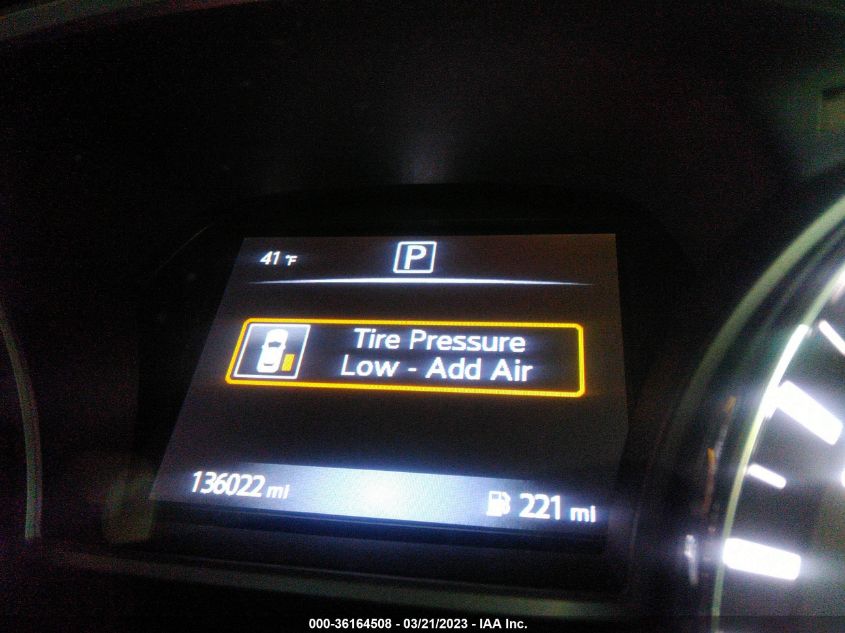 41 °F
P
Tire Pressure
Low - Add Air
136022 mi
221 mi
000-36164508 - 03/21/2023 - IAA Inc.